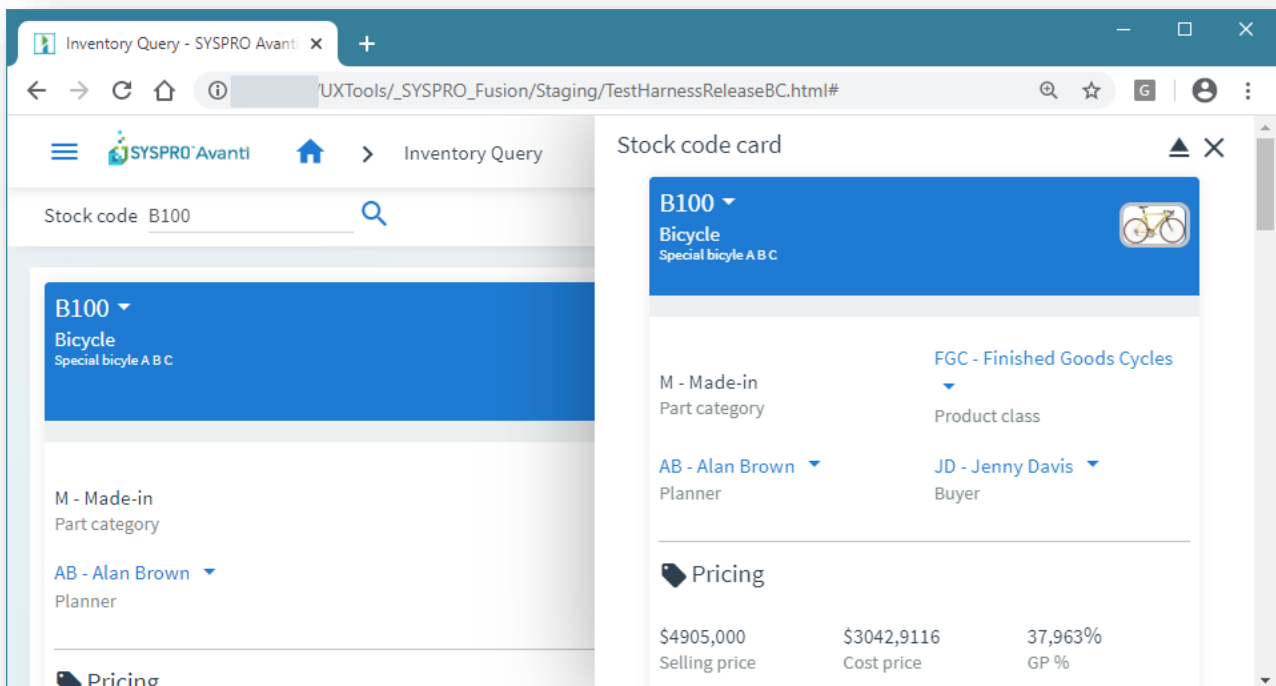 Inventory Query - SYSPRO Avanti
/UXTools/_SYSPRO_Fusion/Staging/TestHarnessReleaseBC.html#
G
SYSPRO™Avanti
Inventory Query
Stock code B100
B100
Bicycle
Special bicyle A B C
M - Made-in
Part category
AB - Alan Brown
Planner
Pricing
Stock code card
B100
Bicycle
Special bicyle A B C
M - Made-in
Part category
FGC - Finished Goods Cycles
Product class
AB - Alan Brown
Planner
JD - Jenny Davis
Buyer
Pricing
$4905,000
Selling price
$3042,9116
Cost price
37,963%
GP %